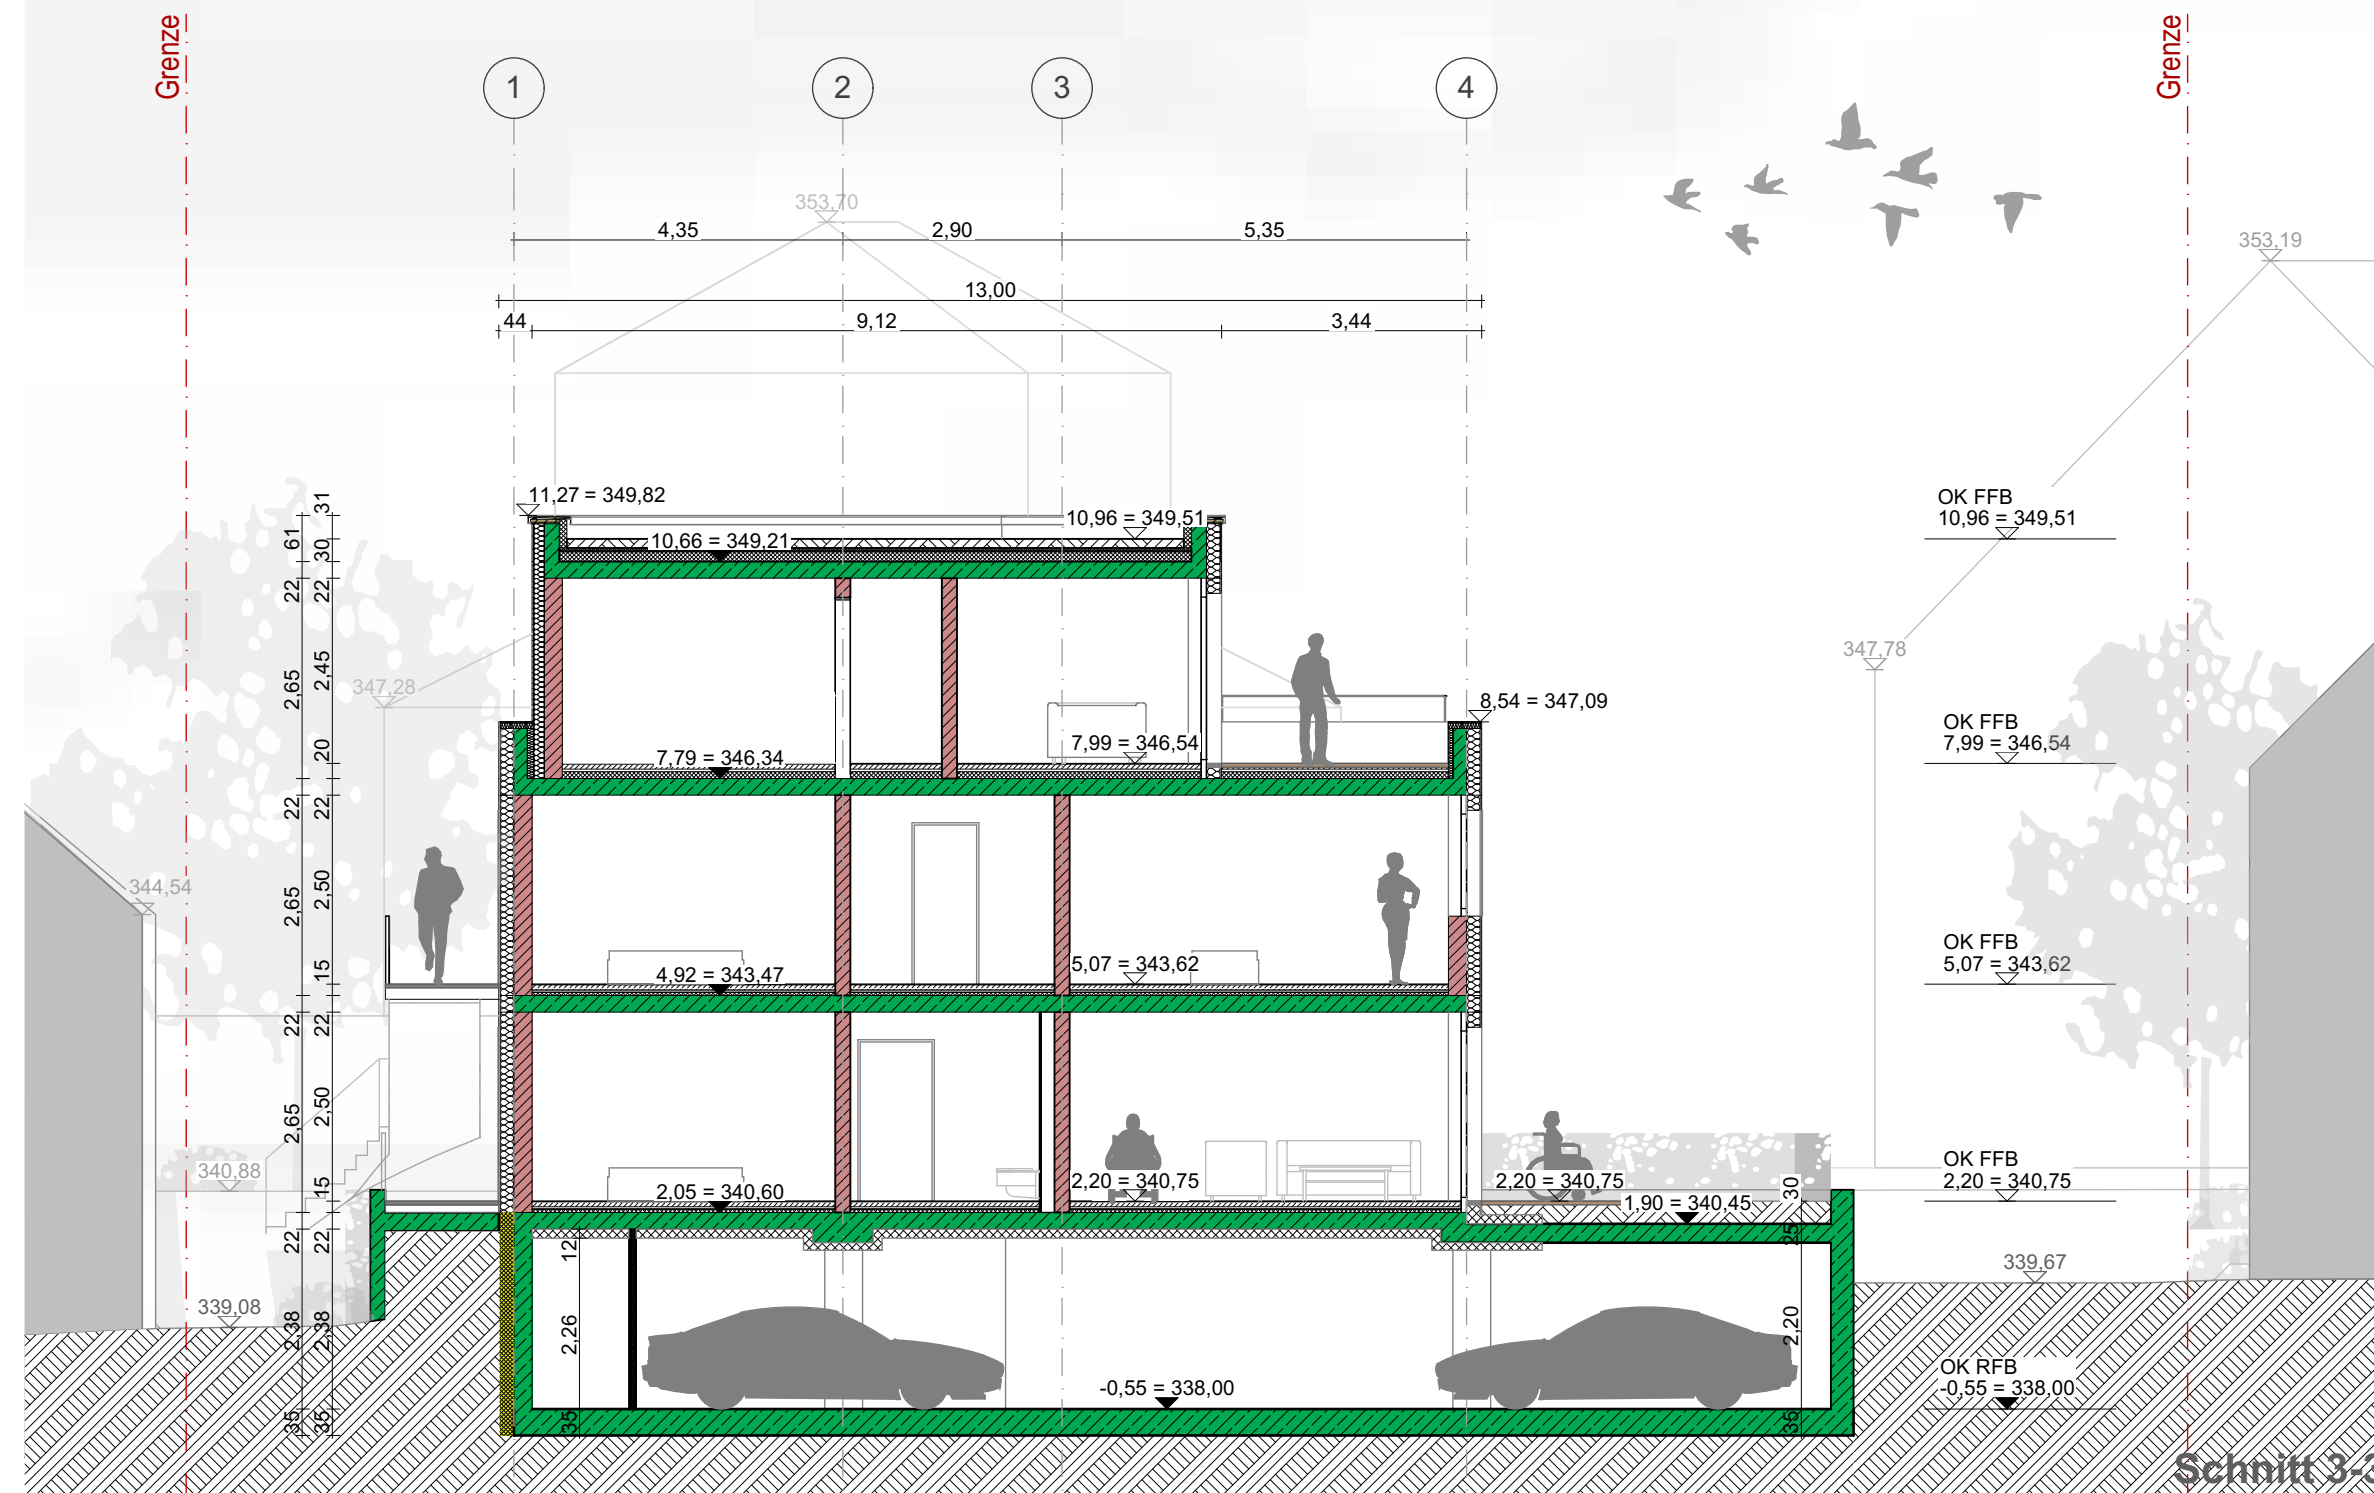 Grenze
Grenze
1
2
3
4
353,70
4,35
2,90
5,35
353,19
13,00
44
9,12
3,44
11,27 = 349,82
10,96 = 349,51
10,66 = 349,21
OK FFB
10,96 = 349,51
31
61
30
22
22
2,65
2,45
347,28
347,78
8,54 = 347,09
7,79 = 346,34
7,99 = 346,54
OK FFB
7,99 = 346,54
20
22
22
344,54
2,65
2,50
4,92 = 343,47
5,07 = 343,62
OK FFB
5,07 = 343,62
15
22
22
2,65
2,50
340,88
2,05 = 340,60
2,20 = 340,75
2,20 = 340,75
1,90 = 340,45
OK FFB
2,20 = 340,75
15
30
22
22
12
25
339,08
339,67
2,38
2,38
2,26
2,20
-0,55 = 338,00
OK RFB
-0,55 = 338,00
35
35
35
35
Schnitt 3-3